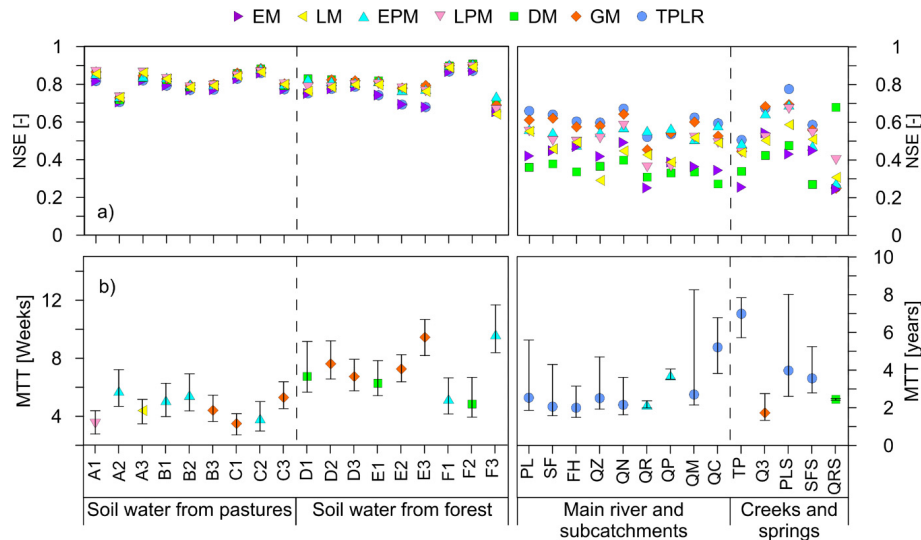 EM LM EPM LPM DM GM TPLR
1 1
0.8 0.8
0.6 0.6
0.4 0.4
0.2 0.2
0 0
NSE [-] NSE [-]
a)
b)
12
8
4
MTT [Weeks]
10
8
6
4
2
0
MTT [years]
A1 A2 A3 B1 B2 B3 C1 C2 C3 D1 D2 D3 E1 E2 E3 F1 F2 F3 PL SF FH QZ QN QR QP QM QC TP Q3 PLS SFS QRS
Soil water from pastures Soil water from forest Main river and Creeks and
subcatchments springs